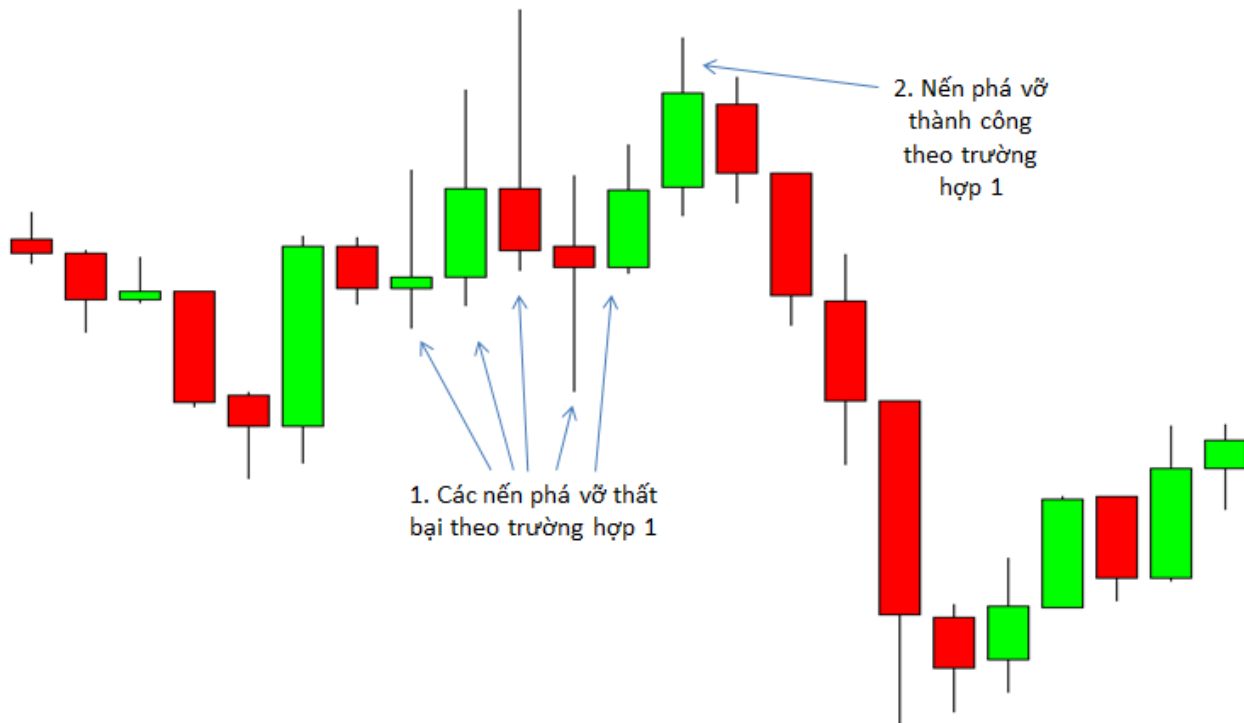 2. Nến phá vỡ
thành công
theo trường
hợp 1
1. Các nến phá vỡ thất
bại theo trường hợp 1